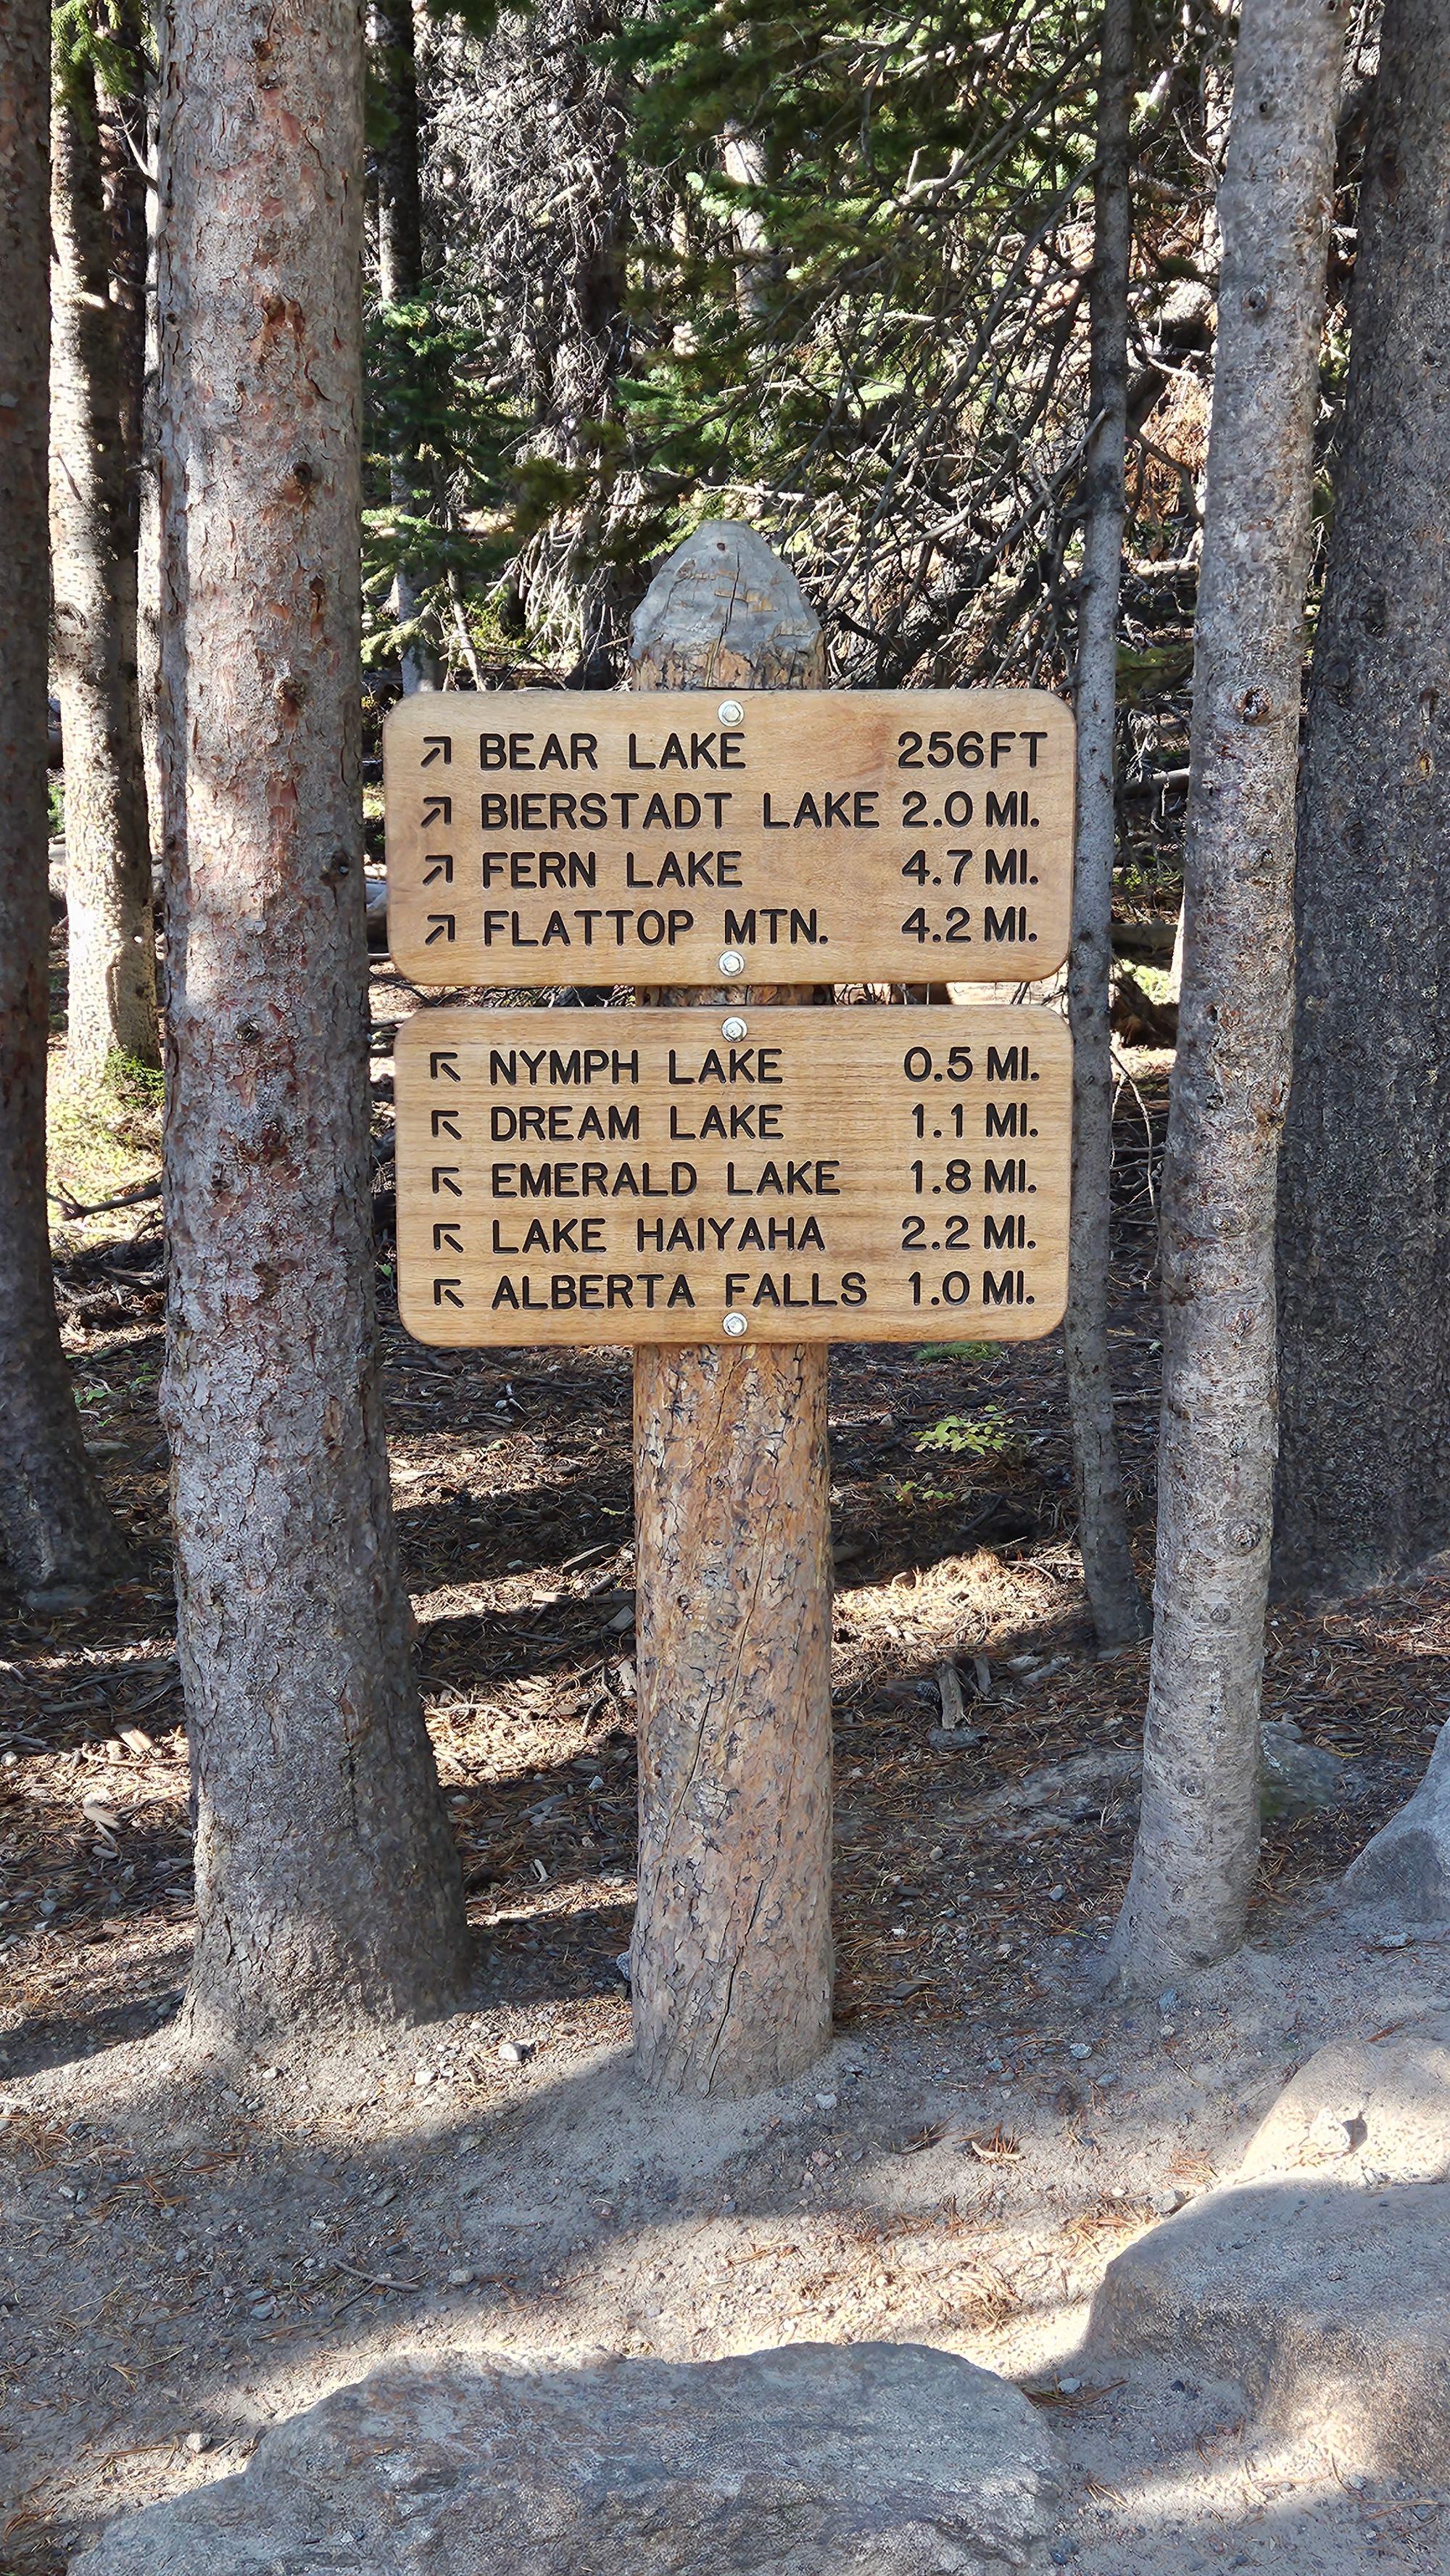 ↗ BEAR LAKE 256FT
↗ BIERSTADT LAKE 2.0 MI.
↗ FERN LAKE 4.7 MI.
↗ FLATTOP MTN. 4.2 MI.
↖ NYMPH LAKE 0.5 MI.
↖ DREAM LAKE 1.1 MI.
↖ EMERALD LAKE 1.8 MI.
↖ LAKE HAIYAHA 2.2 MI.
↖ ALBERTA FALLS 1.0 MI.